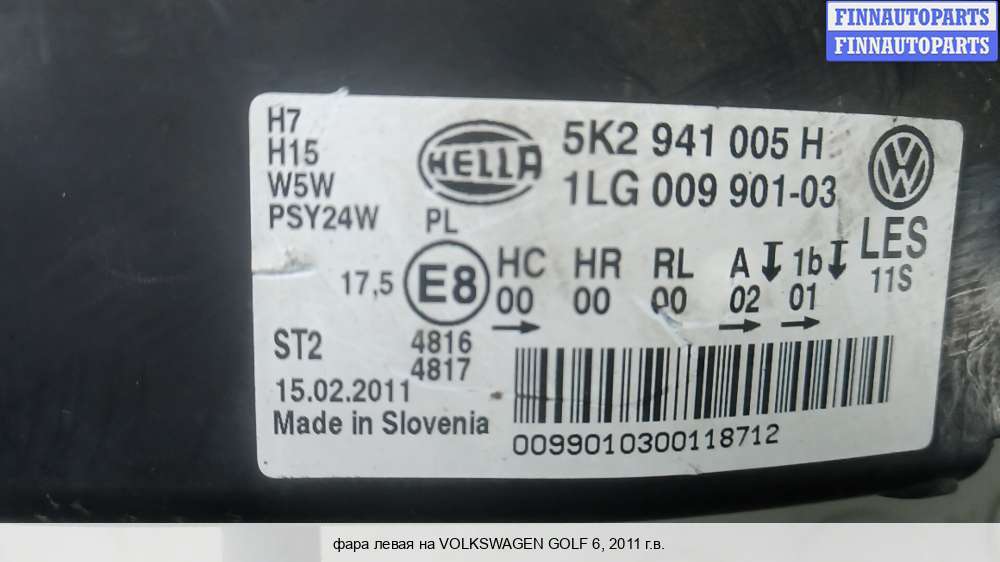 FINNAUTOPARTS
FINNAUTOPARTS
H7
H15
W5W
PSY24W
HELLA
PL
5K2 941 005 H
1LG 009 901-03
VW
LES
11S
17,5
E8
HC HR RL A 1b
00 00 00 02 01
4816
4817
ST2
15.02.2011
Made in Slovenia
0099010300118712
фара левая на VOLKSWAGEN GOLF 6, 2011 г.в.